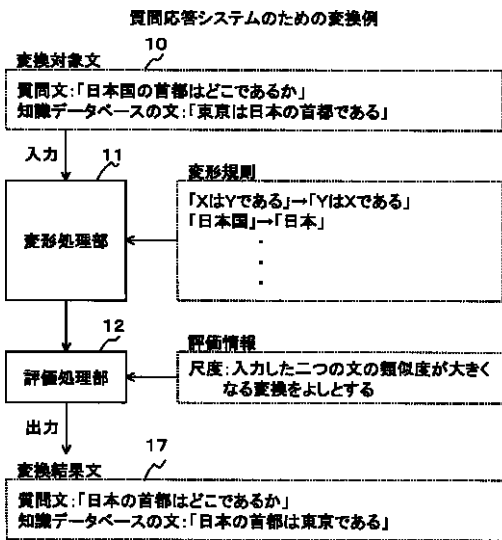 質問応答システムのための変換例
10
変換対象文
質問文：「日本国の首都はどこであるか」
知識データベースの文：「東京は日本の首都である」
入力
11
変形規則
変形処理部
「XはYである」→「YはXである」
「日本国」→「日本」
・
・
・
12
評価情報
評価処理部
尺度：入力した二つの文の類似度が大きく
なる変換をよしとする
出力
17
変換結果文
質問文：「日本の首都はどこであるか」
知識データベースの文：「日本の首都は東京である」